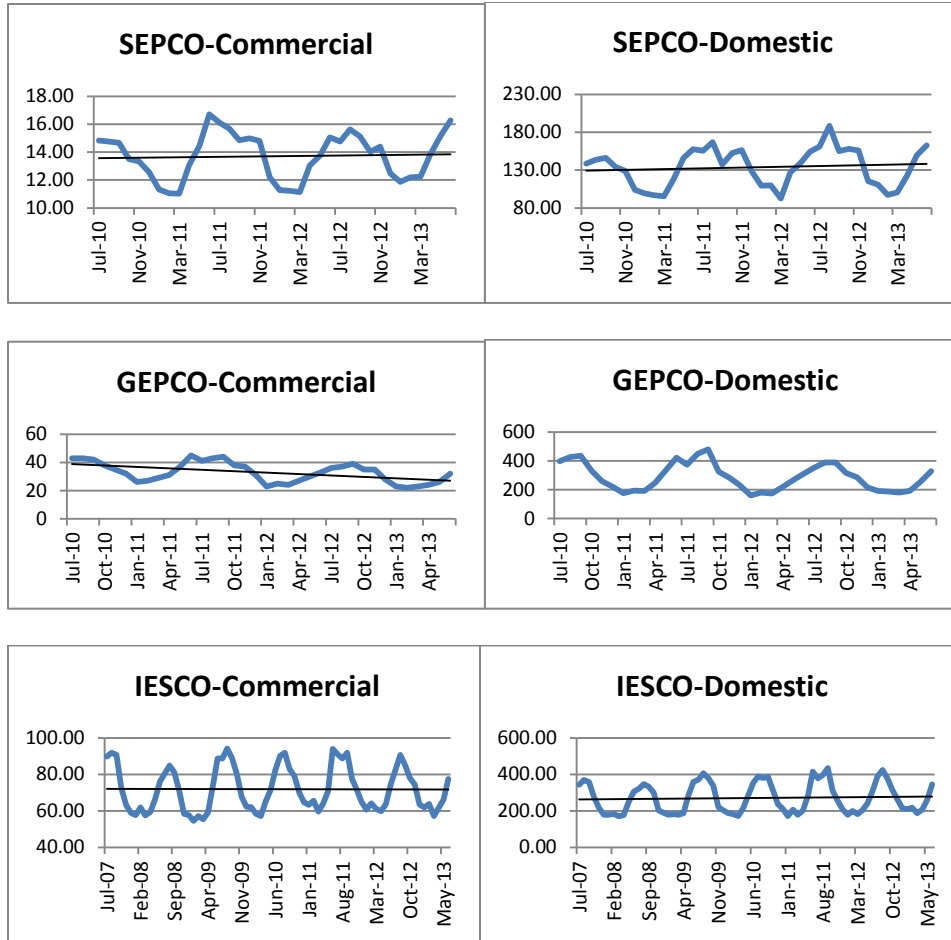 SEPCO-Commercial
18.00
16.00
14.00
12.00
10.00
Jul-10
Nov-10
Mar-11
Jul-11
Nov-11
Mar-12
Jul-12
Nov-12
Mar-13
SEPCO-Domestic
230.00
180.00
130.00
80.00
Jul-10
Nov-10
Mar-11
Jul-11
Nov-11
Mar-12
Jul-12
Nov-12
Mar-13
GEPCO-Commercial
60
40
20
0
Jul-10
Oct-10
Jan-11
Apr-11
Jul-11
Oct-11
Jan-12
Apr-12
Jul-12
Oct-12
Jan-13
Apr-13
GEPCO-Domestic
600
400
200
0
Jul-10
Oct-10
Jan-11
Apr-11
Jul-11
Oct-11
Jan-12
Apr-12
Jul-12
Oct-12
Jan-13
Apr-13
IESCO-Commercial
100.00
80.00
60.00
40.00
Jul-07
Feb-08
Sep-08
Apr-09
Nov-09
Jun-10
Jan-11
Aug-11
Mar-12
Oct-12
May-13
IESCO-Domestic
600.00
400.00
200.00
0.00
Jul-07
Feb-08
Sep-08
Apr-09
Nov-09
Jun-10
Jan-11
Aug-11
Mar-12
Oct-12
May-13